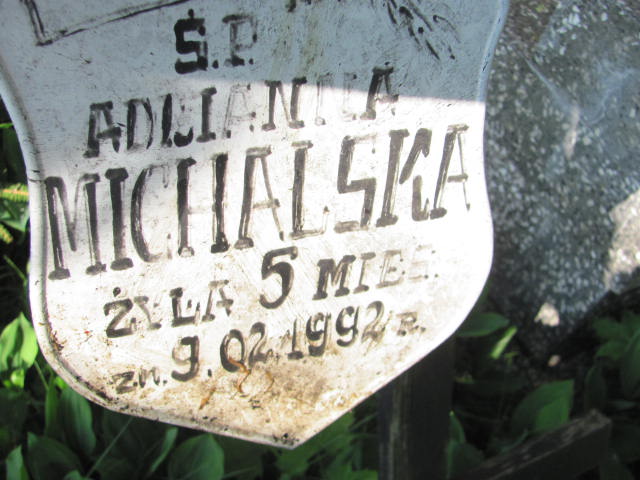 Ś.P.
ADRIANNA
MICHALSKA
ŻYŁA 5 MIES.
zm. 9.02.1992 r.